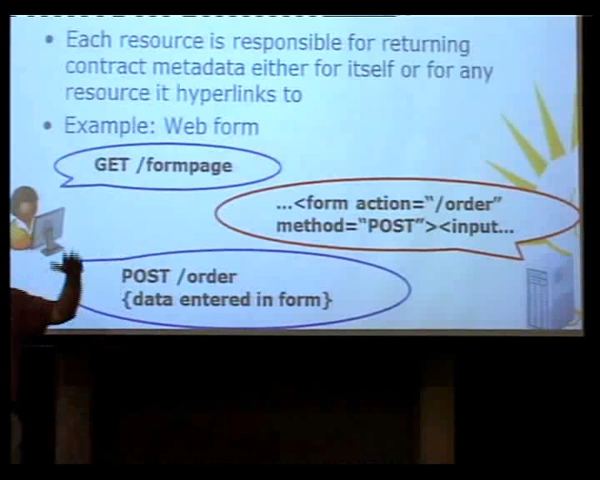 • Each resource is responsible for returning
contract metadata either for itself or for any
resource it hyperlinks to
• Example: Web form
GET /formpage
...<form action="/order"
method="POST"><input...
POST /order
{data entered in form}